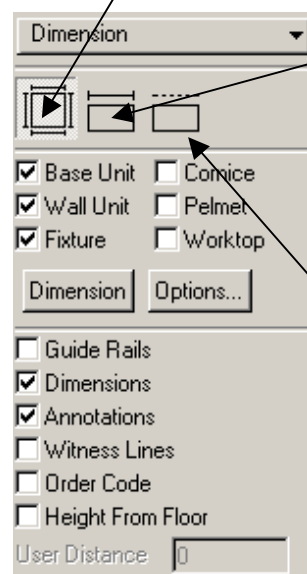 Dimension
Base Unit Cornice
Wall Unit Pelmet
Fixture Worktop
Dimension Options...
Guide Rails
Dimensions
Annotations
Witness Lines
Order Code
Height From Floor
User Distance 0